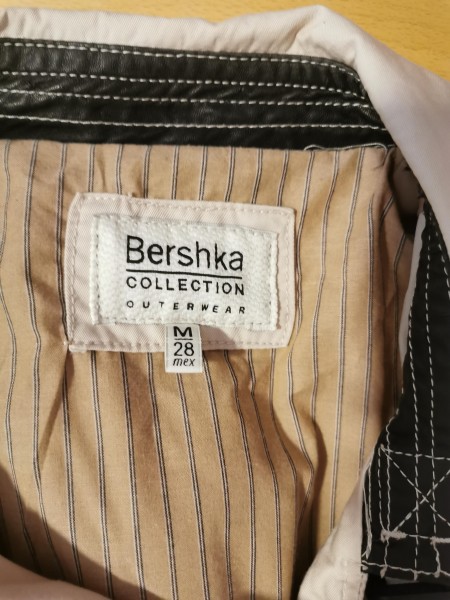 Bershka
COLLECTION
OUTERWEAR
M
28
mex